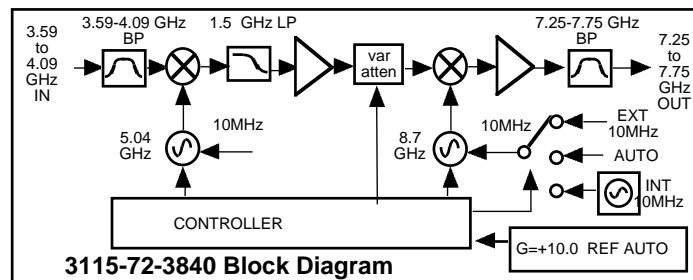 3.59
to
4.09
GHz
IN
3.59-4.09 GHz
BP
1.5 GHz LP
var
atten
7.25-7.75 GHz
BP
7.25
to
7.75
GHz
OUT
5.04
GHz
10MHz
8.7
GHz
10MHz
EXT
10MHz
AUTO
INT
10MHz
CONTROLLER
G=+10.0 REF AUTO
3115-72-3840 Block Diagram